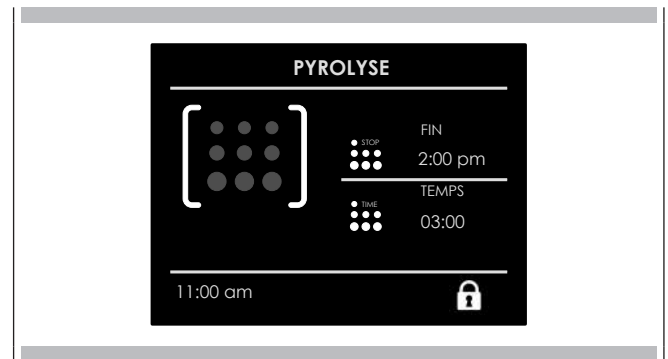 PYROLYSE
STOP
FIN
2:00 pm
TIME
TEMPS
03:00
11:00 am